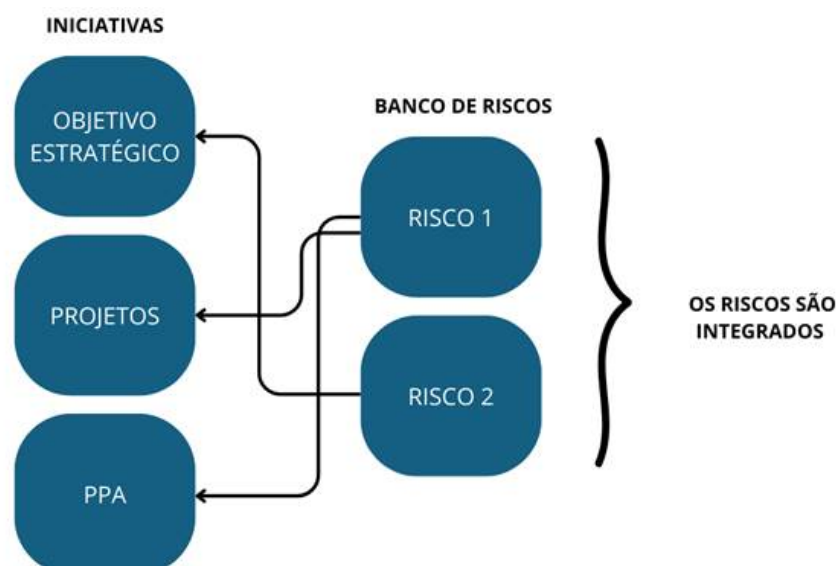 INICIATIVAS
OBJETIVO
ESTRATÉGICO
PROJETOS
PPA
BANCO DE RISCOS
RISCO 1
RISCO 2
OS RISCOS SÃO
INTEGRADOS